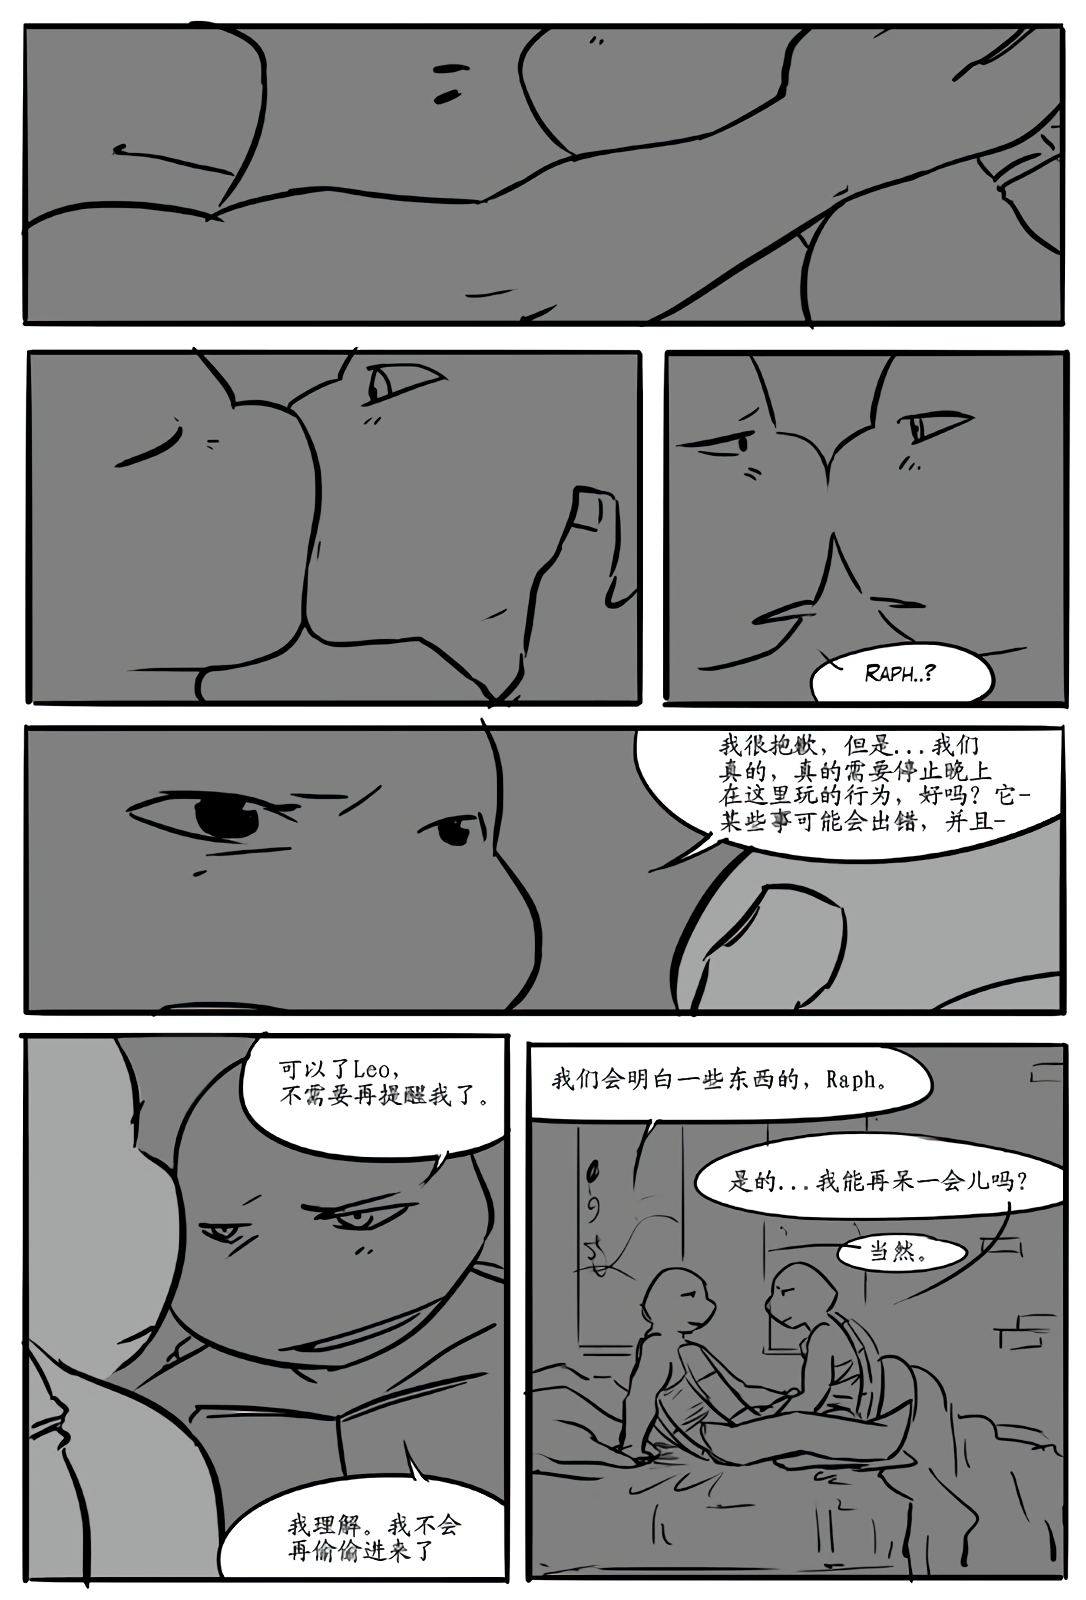 RAPH..?
我很抱歉，但是...我们
真的，真的需要停止晚上
在这里玩的行为，好吗？它-
某些事可能会出错，并且-
可以了Leo，
不需要再提醒我了。
我理解。我不会
再偷偷进来了
我们会明白一些东西的，Raph。
是的...我能再呆一会儿吗？
当然。